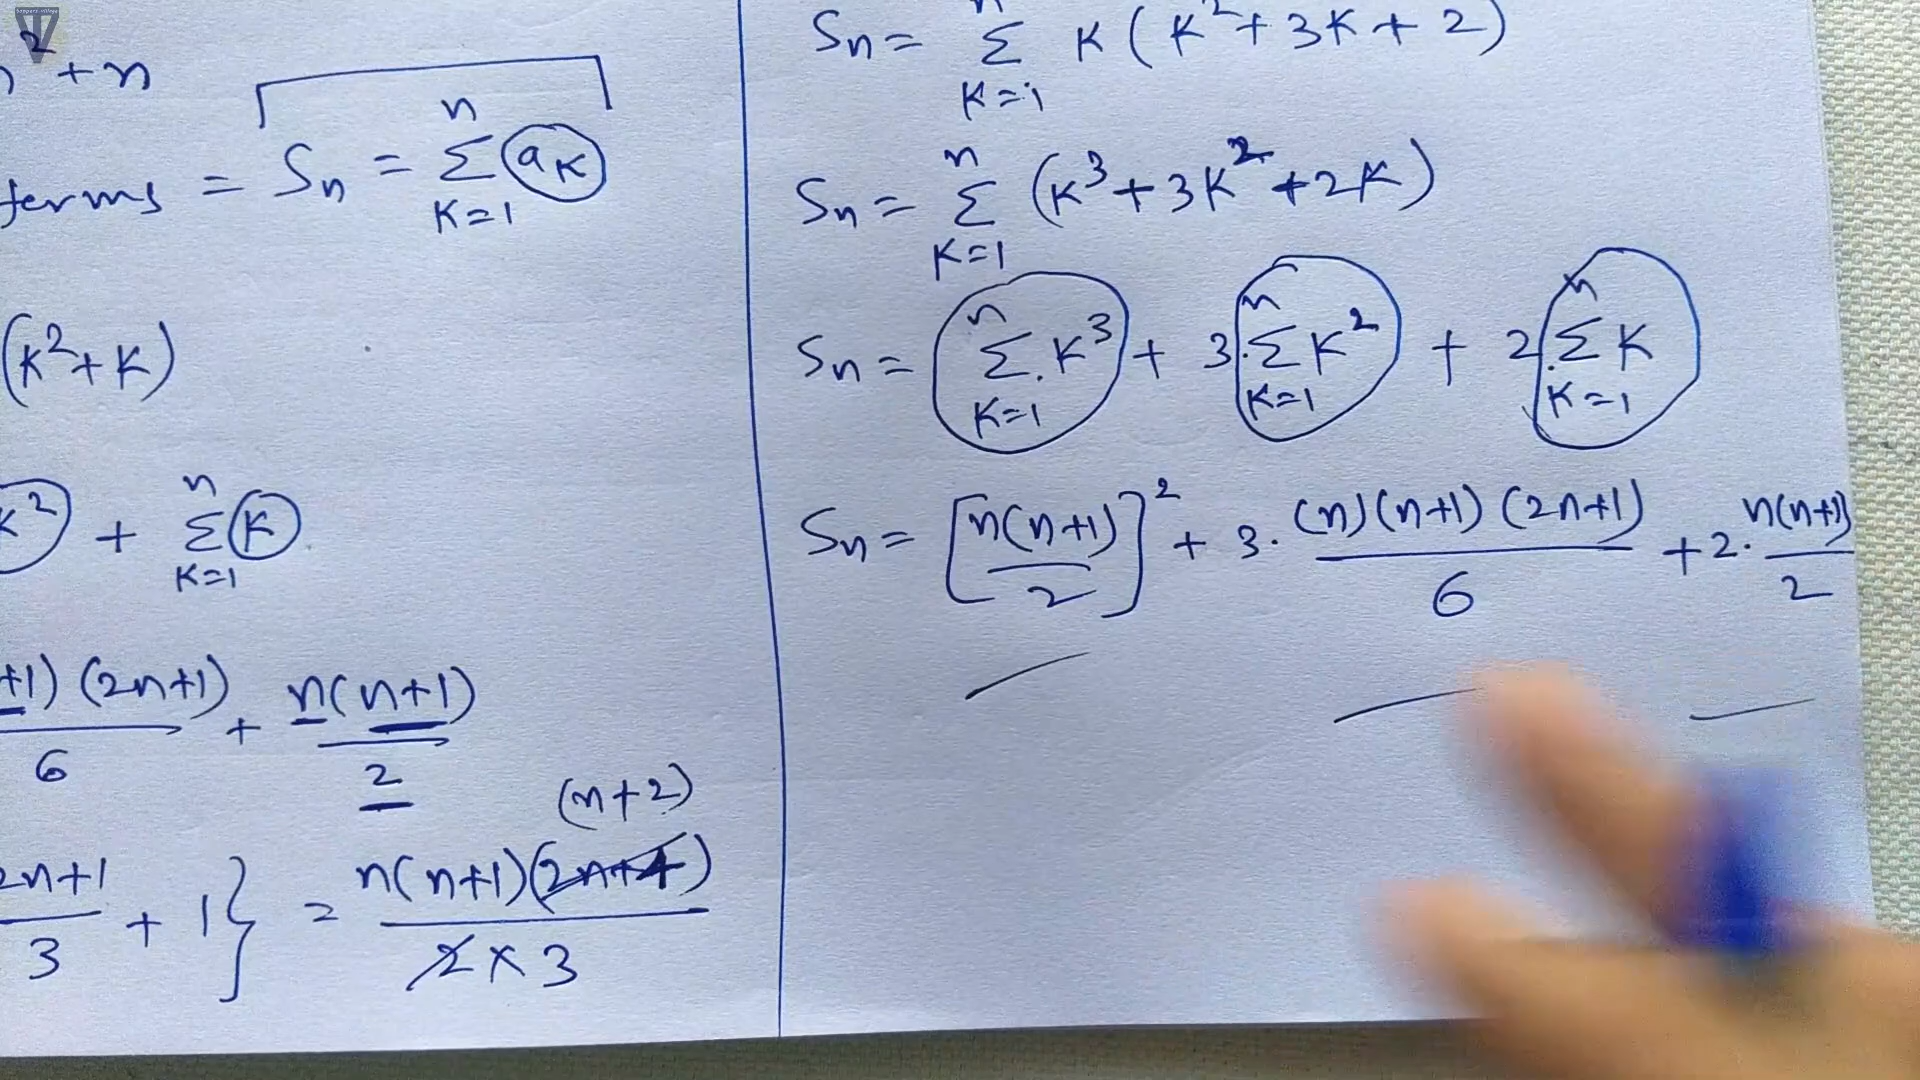 n² + n
terms = Sn = n Σ K=1 aK
(K² + K)
K² + n Σ K=1 K
+1) (2n+1) / 6 + n(n+1) / 2
(n+2)
2n+1 / 3 + 1} = n(n+1)(2n+4) / 2 × 3
Sn = n Σ K=1 K (K² + 3K + 2)
Sn = n Σ K=1 (K³ + 3K² + 2K)
Sn = n Σ K=1 K³ + 3. n Σ K=1 K² + 2. n Σ K=1 K
Sn = [n(n+1) / 2]² + 3. (n)(n+1)(2n+1) / 6 + 2. n(n+1) / 2